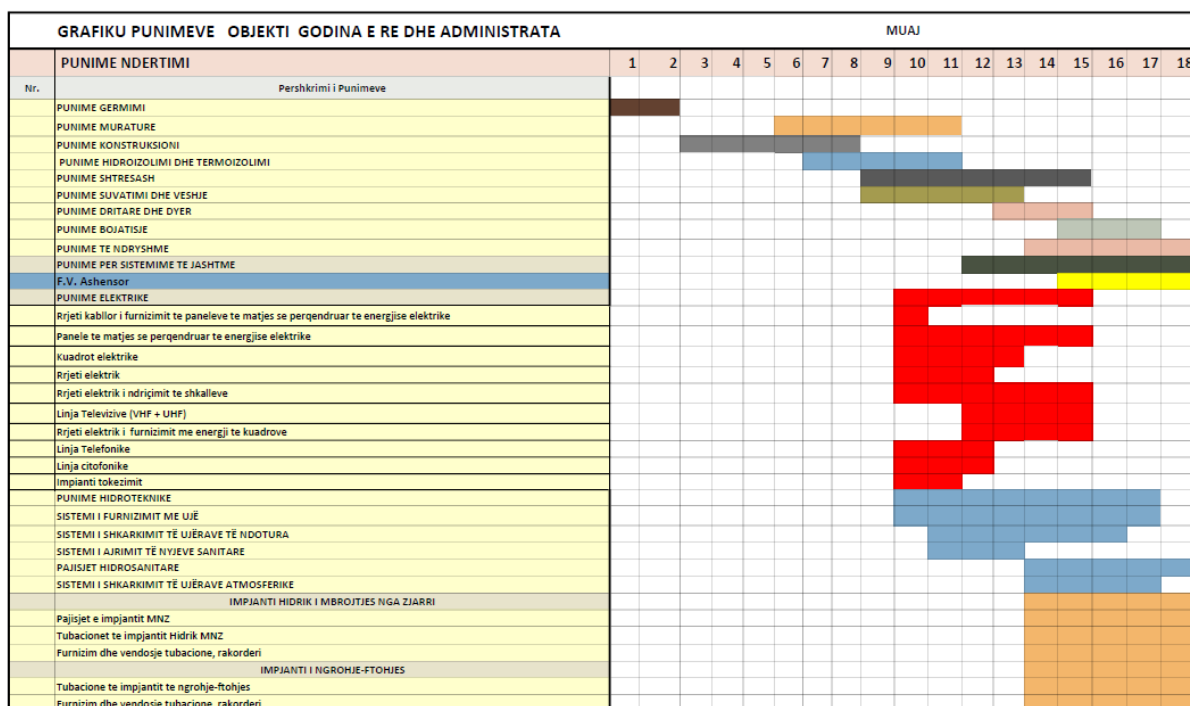 GRAFIKU PUNIMEVE OBJEKTI GODINA E RE DHE ADMINISTRATA MUAJ
PUNIME NDERTIMI 1 2 3 4 5 6 7 8 9 10 11 12 13 14 15 16 17 18
Nr. Pershkrimi i Punimeve
PUNIME GERMIMI
PUNIME MURATURE
PUNIME KONSTRUKSIONI
PUNIME HIDROIZOLIMI DHE TERMOIZOLIMI
PUNIME SHTRESASH
PUNIME SUVATIMI DHE VESHJE
PUNIME DRITARE DHE DYER
PUNIME BOJATISJE
PUNIME TE NDRYSHME
PUNIME PER SISTEMIME TE JASHTME
F.V. Ashensor
PUNIME ELEKTRIKE
Rrjeti kabllor i furnizimit te paneleve te matjes se perqendruar te energjise elektrike
Panele te matjes se perqendruar te energjise elektrike
Kuadrot elektrike
Rrjeti elektrik
Rrjeti elektrik i ndriçimit te shkalleve
Linja Televizive (VHF + UHF)
Rrjeti elektrik i furnizimit me energji te kuadrove
Linja Telefonike
Linja citofonike
Impianti tokezimit
PUNIME HIDROTEKNIKE
SISTEMI I FURNIZIMIT ME UJË
SISTEMI I SHKARKIMIT TË UJËRAVE TË NDOTURA
SISTEMI I AJRIMIT TË NYJEVE SANITARE
PAJISJET HIDROSANITARE
SISTEMI I SHKARKIMIT TË UJËRAVE ATMOSFERIKE
IMPJANTI HIDRIK I MBROJTJES NGA ZJARRI
Pajisjet e impjantit MNZ
Tubacionet te impjantit Hidrik MNZ
Furnizim dhe vendosje tubacione, rakorderi
IMPJANTI I NGROHJE-FTOHJES
Tubacione te impjantit te ngrohje-ftohjes
Furnizim dhe vendosje tubacione, rakorderi